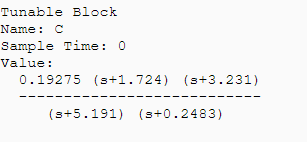 Tunable Block
Name: C
Sample Time: 0
Value:
0.19275 (s+1.724) (s+3.231)
---------------------------
(s+5.191) (s+0.2483)